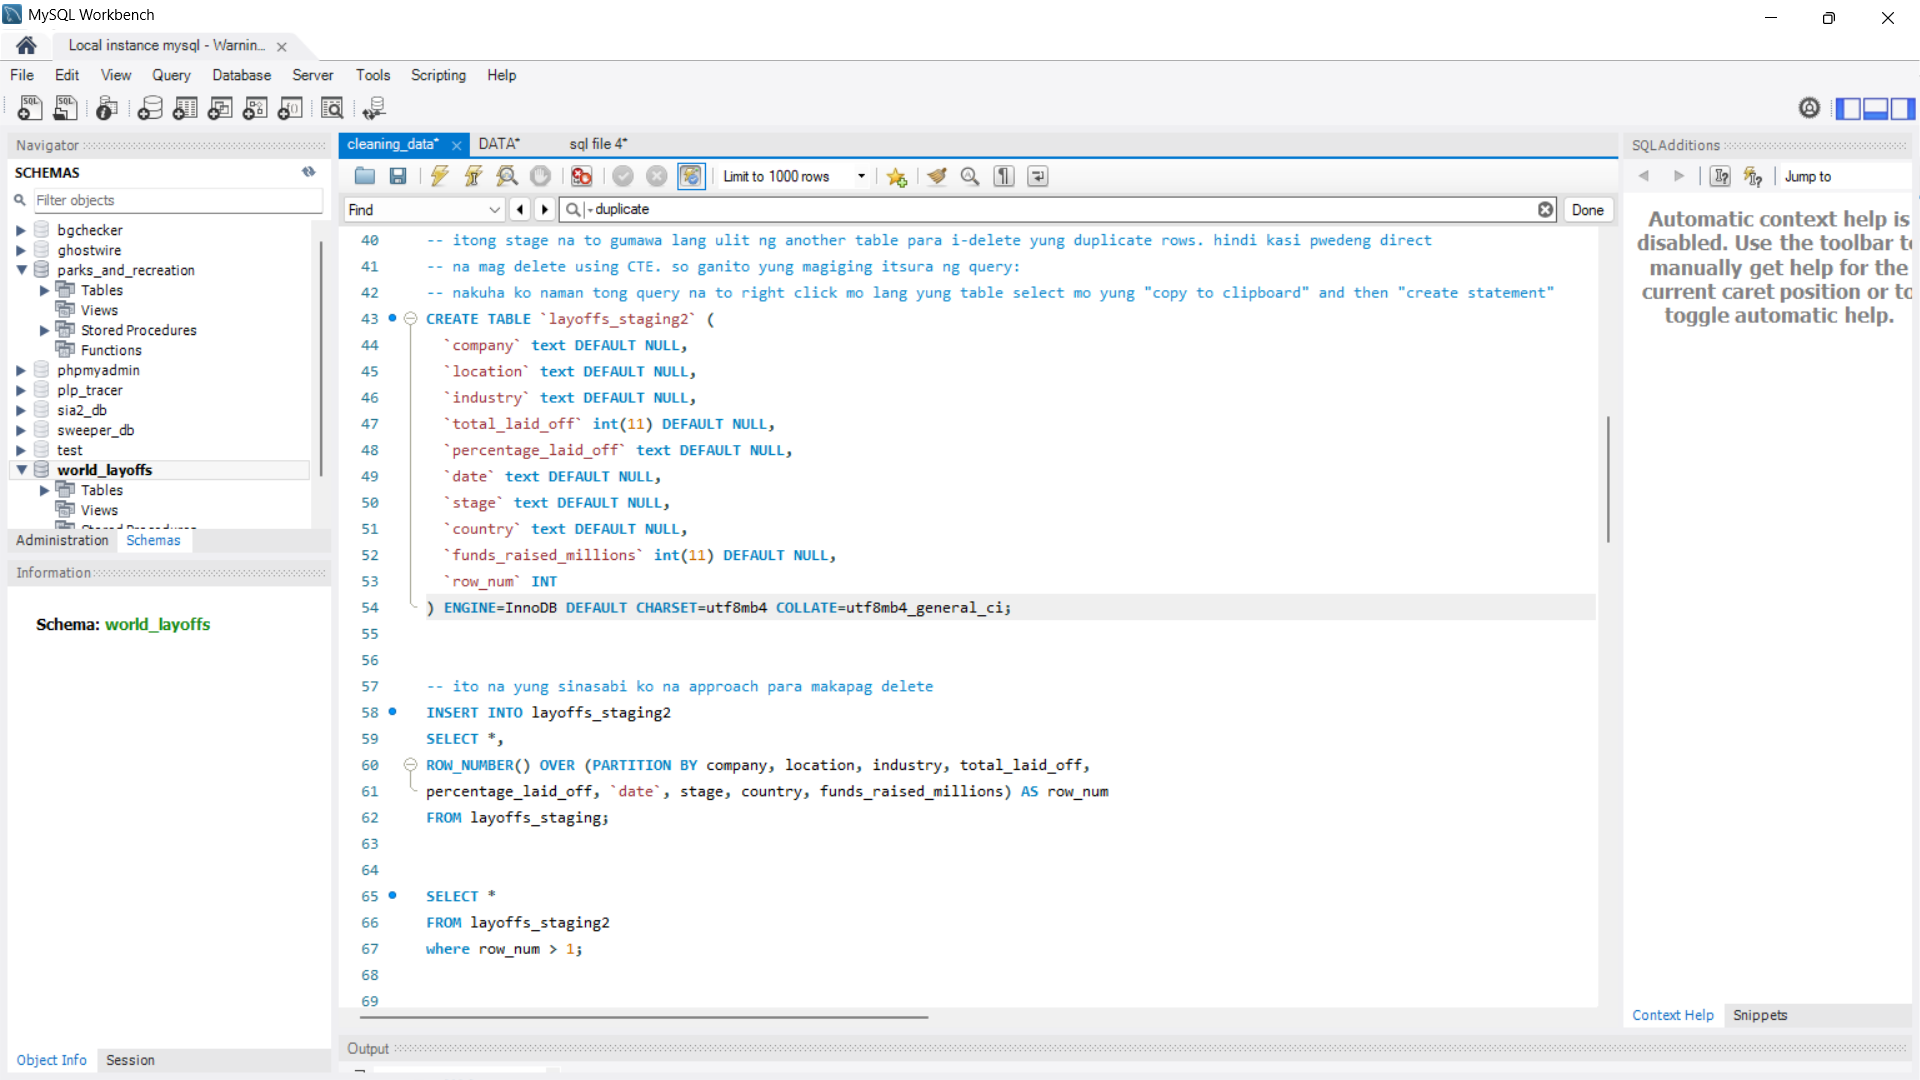 MySQL Workbench
Local instance mysql - Warnin...
File Edit View Query Database Server Tools Scripting Help
Navigator
SCHEMAS
Filter objects
bgchecker
ghostwire
parks_and_recreation
Tables
Views
Stored Procedures
Functions
phpmyadmin
plp_tracer
sia2_db
sweeper_db
test
world_layoffs
Tables
Views
Stored Procedures
Administration Schemas
Information
Schema: world_layoffs
Object Info Session
cleaning_data* DATA* sql file 4*
Limit to 1000 rows
Find duplicate Done
40 -- itong stage na to gumawa lang ulit ng another table para i-delete yung duplicate rows. hindi kasi pwedeng direct
41 -- na mag delete using CTE. so ganito yung magiging itsura ng query:
42 -- nakuha ko naman tong query na to right click mo lang yung table select mo yung "copy to clipboard" and then "create statement"
43 CREATE TABLE `layoffs_staging2` (
44 `company` text DEFAULT NULL,
45 `location` text DEFAULT NULL,
46 `industry` text DEFAULT NULL,
47 `total_laid_off` int(11) DEFAULT NULL,
48 `percentage_laid_off` text DEFAULT NULL,
49 `date` text DEFAULT NULL,
50 `stage` text DEFAULT NULL,
51 `country` text DEFAULT NULL,
52 `funds_raised_millions` int(11) DEFAULT NULL,
53 `row_num` INT
54 ) ENGINE=InnoDB DEFAULT CHARSET=utf8mb4 COLLATE=utf8mb4_general_ci;
55
56
57 -- ito na yung sinasabi ko na approach para makapag delete
58 INSERT INTO layoffs_staging2
59 SELECT *,
60 ROW_NUMBER() OVER (PARTITION BY company, location, industry, total_laid_off,
61 percentage_laid_off, `date`, stage, country, funds_raised_millions) AS row_num
62 FROM layoffs_staging;
63
64
65 SELECT *
66 FROM layoffs_staging2
67 where row_num > 1;
68
69
Output
SQLAdditions
Jump to
Automatic context help is
disabled. Use the toolbar t
manually get help for the
current caret position or to
toggle automatic help.
Context Help Snippets